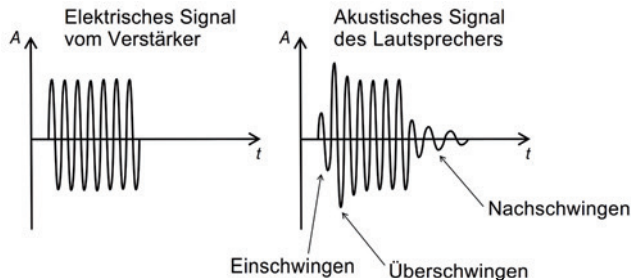 Elektrisches Signal
vom Verstärker
A
t
Akustisches Signal
des Lautsprechers
A
t
Nachschwingen
Einschwingen
Überschwingen